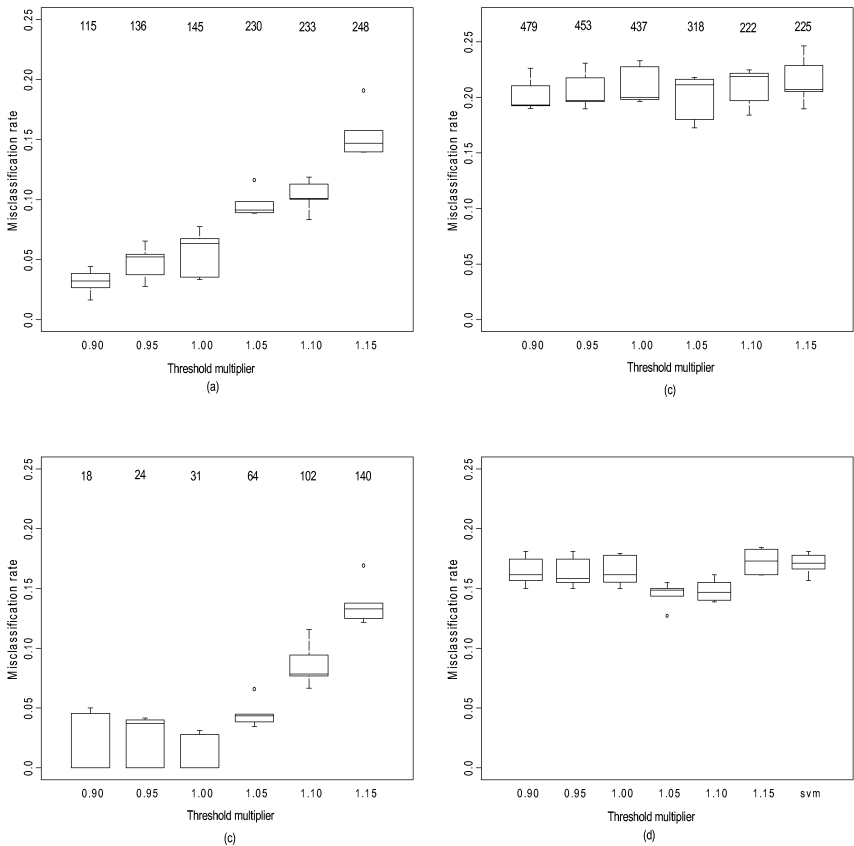 115 136 145 230 233 248
0.25
0.20
0.15
0.10
0.05
0.0
Misclassification rate
0.90 0.95 1.00 1.05 1.10 1.15
Threshold multiplier
(a)
479 453 437 318 222 225
0.25
0.20
0.15
0.10
0.05
0.0
Misclassification rate
0.90 0.95 1.00 1.05 1.10 1.15
Threshold multiplier
(c)
18 24 31 64 102 140
0.25
0.20
0.15
0.10
0.05
0.0
Misclassification rate
0.90 0.95 1.00 1.05 1.10 1.15
Threshold multiplier
(c)
0.25
0.20
0.15
0.10
0.05
0.0
Misclassification rate
0.90 0.95 1.00 1.05 1.10 1.15 svm
Threshold multiplier
(d)